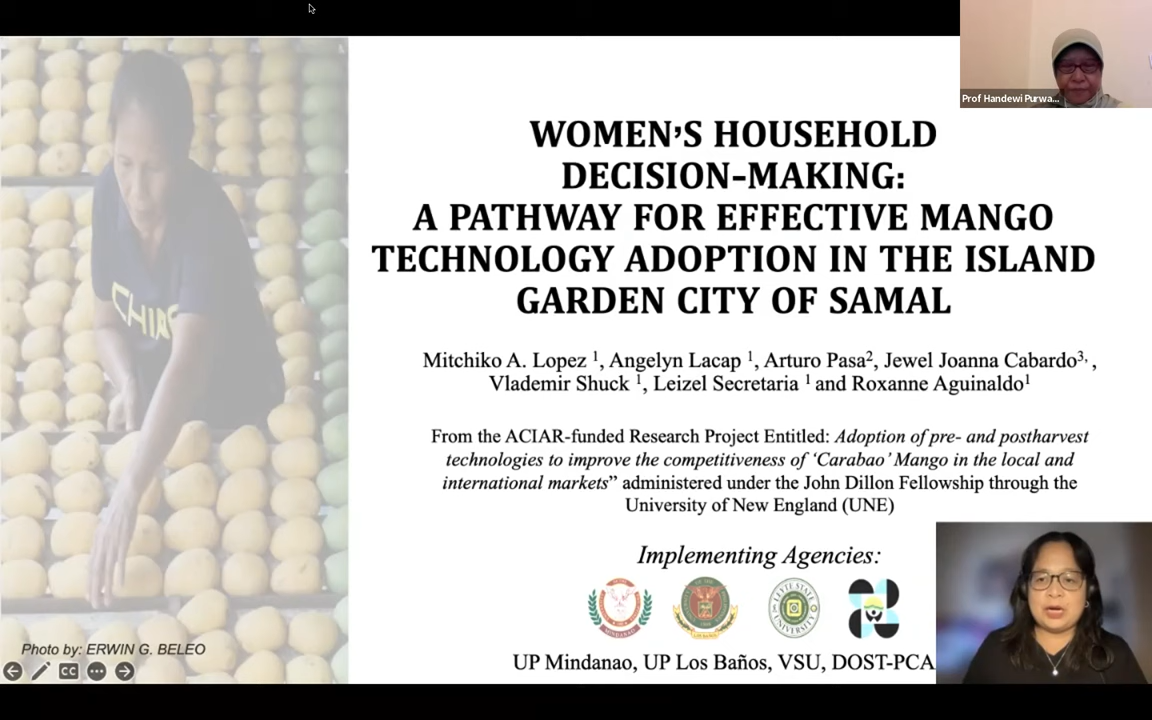 Prof Handewi Purwa...
WOMEN'S HOUSEHOLD
DECISION-MAKING:
A PATHWAY FOR EFFECTIVE MANGO
TECHNOLOGY ADOPTION IN THE ISLAND
GARDEN CITY OF SAMAL
Mitchiko A. Lopez ¹, Angelyn Lacap ¹, Arturo Pasa², Jewel Joanna Cabardo³, ,
Vlademir Shuck ¹, Leizel Secretaria ¹ and Roxanne Aguinaldo¹
From the ACIAR-funded Research Project Entitled: Adoption of pre- and postharvest
technologies to improve the competitiveness of 'Carabao' Mango in the local and
international markets" administered under the John Dillon Fellowship through the
University of New England (UNE)
Implementing Agencies:
UP Mindanao, UP Los Baños, VSU, DOST-PCA
Photo by: ERWIN G. BELEO
CC